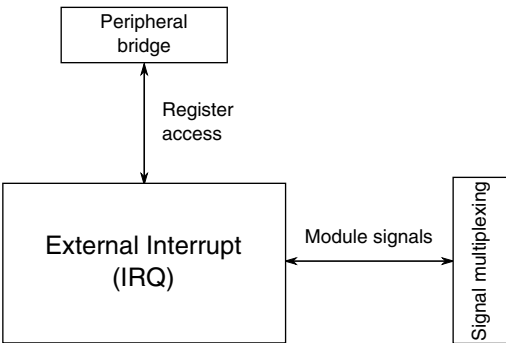 Peripheral
bridge
Register
access
External Interrupt
(IRQ)
Module signals
Signal multiplexing